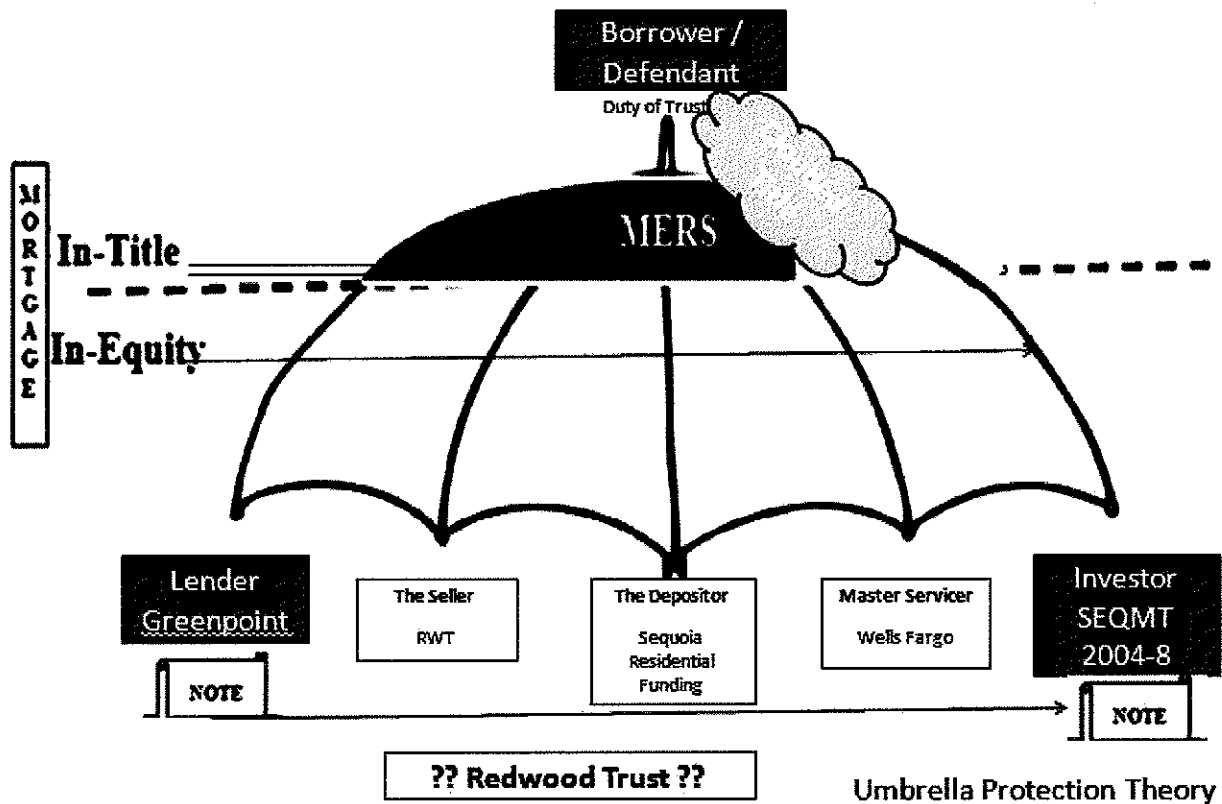 Borrower /
Defendant
Duty of Trust
MERS
MORTGAGE
In-Title
In-Equity
Lender
Greenpoint
The Seller
RWT
The Depositor
Sequoia
Residential
Funding
Master Servicer
Wells Fargo
Investor
SEQMT
2004-8
NOTE
NOTE
?? Redwood Trust ??
Umbrella Protection Theory